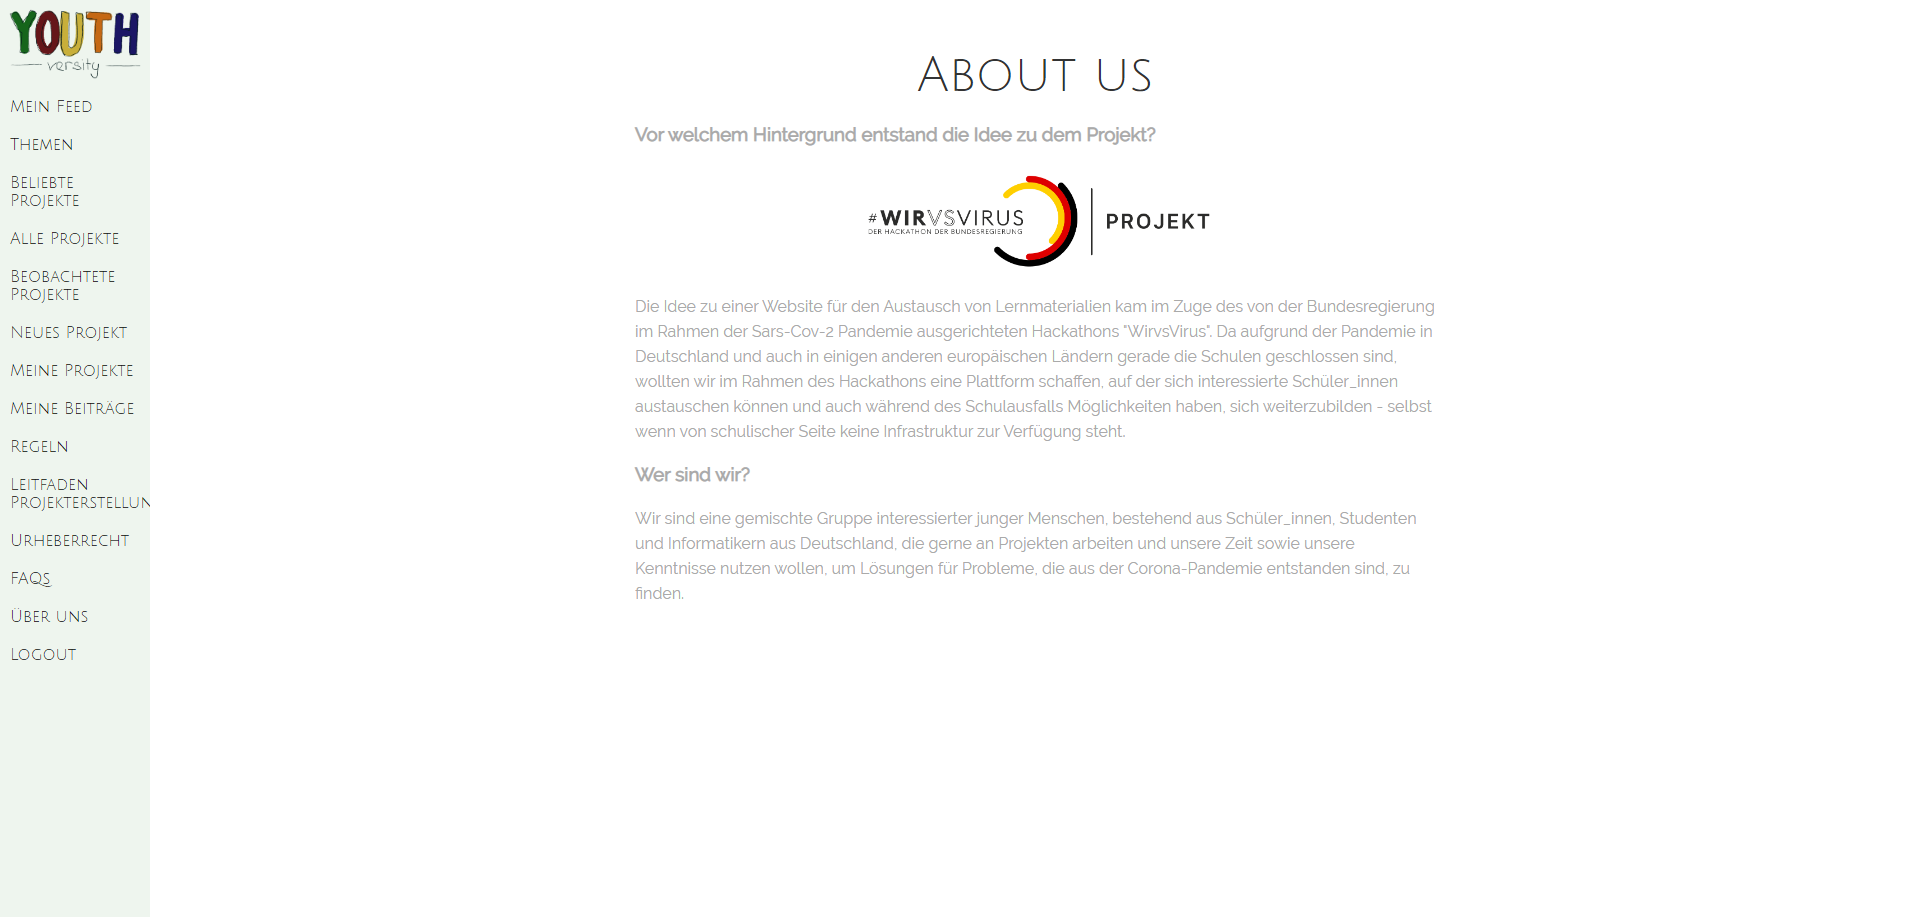 YOUTH
versity
Mein Feed
Themen
Beliebte
Projekte
Alle Projekte
Beobachtete
Projekte
Neues Projekt
Meine Projekte
Meine Beiträge
Regeln
Leitfaden
Projekterstellun
Urheberrecht
FAQs
Über uns
Logout
About us
Vor welchem Hintergrund entstand die Idee zu dem Projekt?
#WIRVSVIRUS
DER HACKATHON DER BUNDESREGIERUNG
PROJEKT
Die Idee zu einer Website für den Austausch von Lernmaterialien kam im Zuge des von der Bundesregierung
im Rahmen der Sars-Cov-2 Pandemie ausgerichteten Hackathons "WirvsVirus". Da aufgrund der Pandemie in
Deutschland und auch in einigen anderen europäischen Ländern gerade die Schulen geschlossen sind,
wollten wir im Rahmen des Hackathons eine Plattform schaffen, auf der sich interessierte Schüler_innen
austauschen können und auch während des Schulausfalls Möglichkeiten haben, sich weiterzubilden - selbst
wenn von schulischer Seite keine Infrastruktur zur Verfügung steht.
Wer sind wir?
Wir sind eine gemischte Gruppe interessierter junger Menschen, bestehend aus Schüler_innen, Studenten
und Informatikern aus Deutschland, die gerne an Projekten arbeiten und unsere Zeit sowie unsere
Kenntnisse nutzen wollen, um Lösungen für Probleme, die aus der Corona-Pandemie entstanden sind, zu
finden.